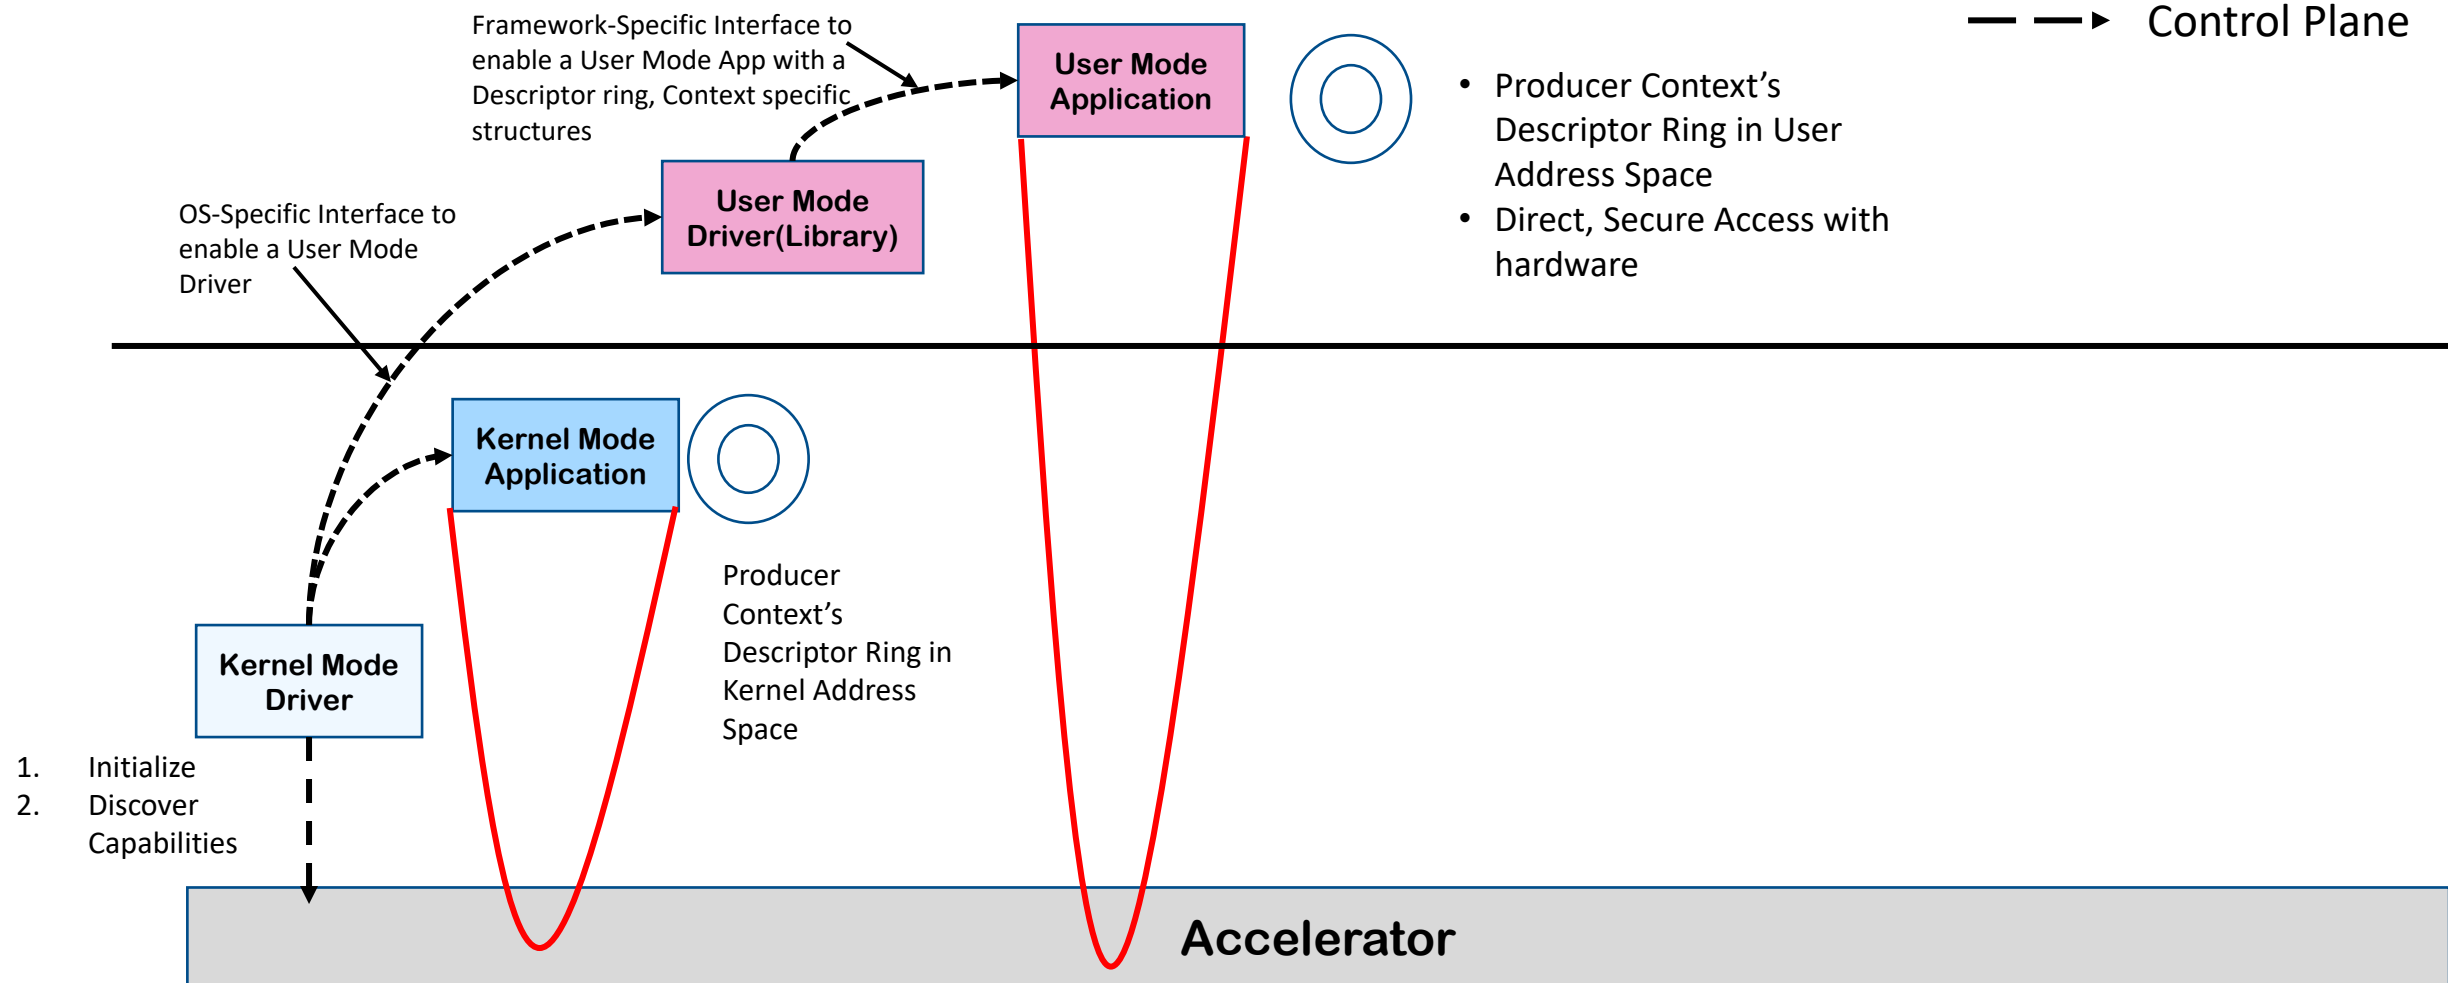 Framework-Specific Interface to
enable a User Mode App with a
Descriptor ring, Context specific
structures
User Mode
Application
Control Plane
• Producer Context’s
Descriptor Ring in User
Address Space
• Direct, Secure Access with
hardware
OS-Specific Interface to
enable a User Mode
Driver
User Mode
Driver(Library)
Kernel Mode
Application
Producer
Context’s
Descriptor Ring in
Kernel Address
Space
Kernel Mode
Driver
1. Initialize
2. Discover
Capabilities
Accelerator